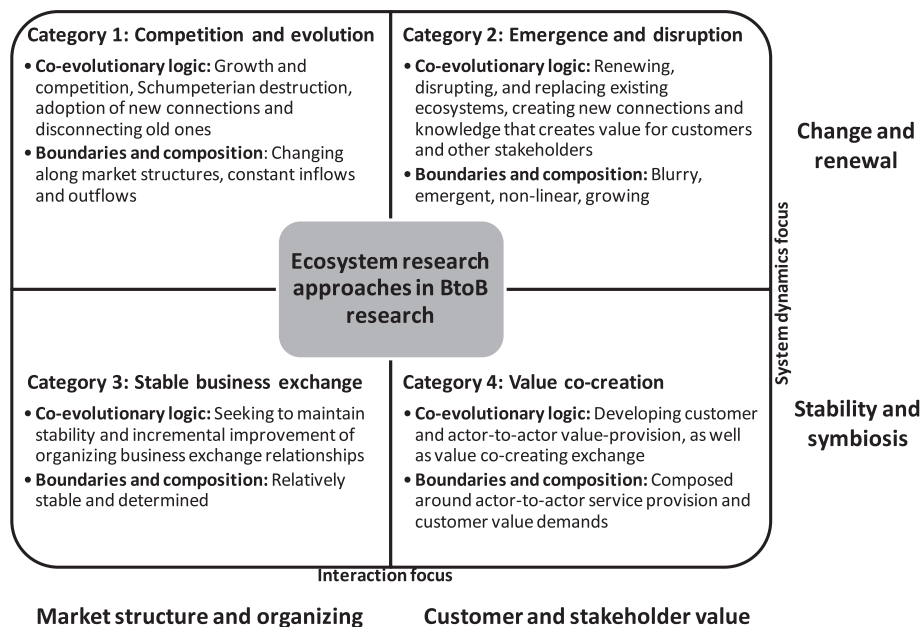 Category 1: Competition and evolution
• Co-evolutionary logic: Growth and
competition, Schumpeterian destruction,
adoption of new connections and
disconnecting old ones
• Boundaries and composition: Changing
along market structures, constant inflows
and outflows
Category 2: Emergence and disruption
• Co-evolutionary logic: Renewing,
disrupting, and replacing existing
ecosystems, creating new connections and
knowledge that creates value for customers
and other stakeholders
• Boundaries and composition: Blurry,
emergent, non-linear, growing
Change and
renewal
Ecosystem research
approaches in BtoB
research
System dynamics focus
Category 3: Stable business exchange
• Co-evolutionary logic: Seeking to maintain
stability and incremental improvement of
organizing business exchange relationships
• Boundaries and composition: Relatively
stable and determined
Category 4: Value co-creation
• Co-evolutionary logic: Developing customer
and actor-to-actor value-provision, as well
as value co-creating exchange
• Boundaries and composition: Composed
around actor-to-actor service provision and
customer value demands
Stability and
symbiosis
Interaction focus
Market structure and organizing
Customer and stakeholder value